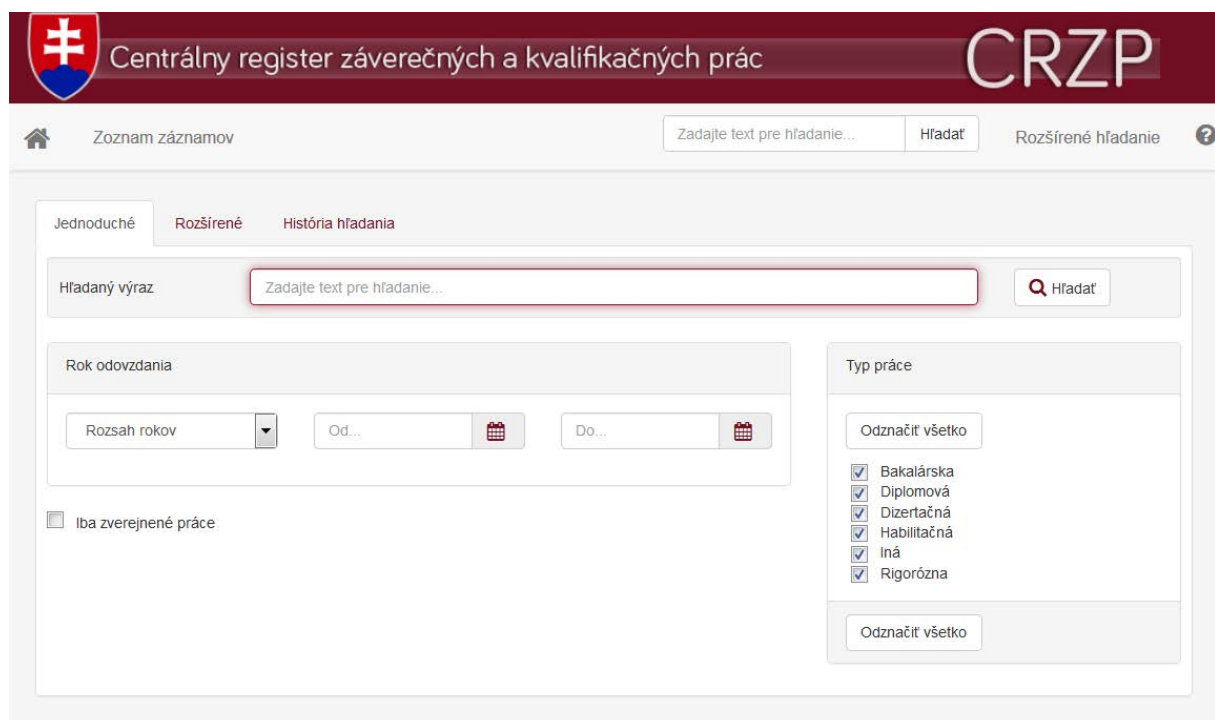 Centrálny register záverečných a kvalifikačných prác CRZP
Zoznam záznamov Zadajte text pre hľadanie... Hľadať Rozšírené hľadanie
Jednoduché Rozšírené História hľadania
Hľadaný výraz Zadajte text pre hľadanie... Hľadať
Rok odovzdania Typ práce
Rozsah rokov Od... Do... Odznačiť všetko
Bakalárska
Diplomová
Iba zverejnené práce Dizertačná
Habilitačná
Iná
Rigorózna
Odznačiť všetko